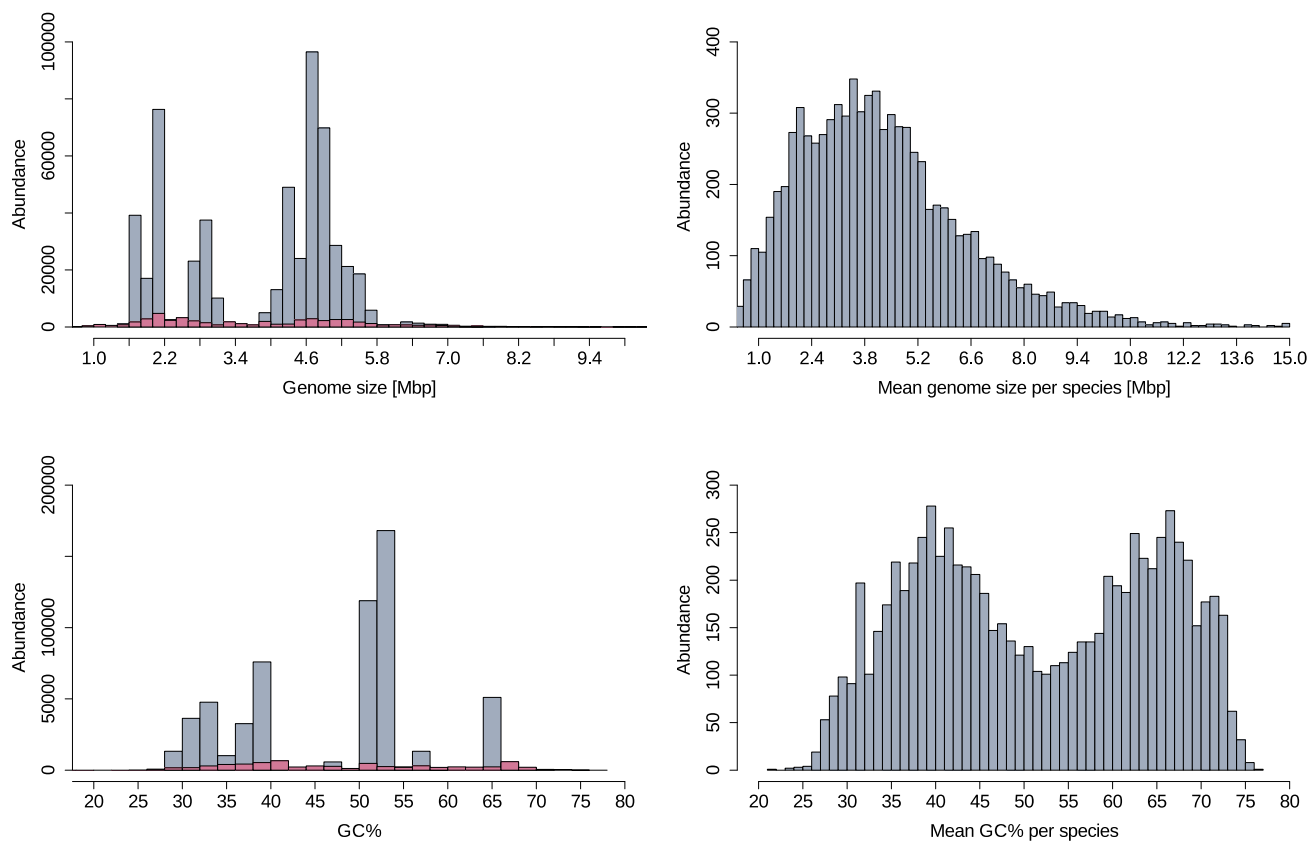 Abundance
0 20000 60000 100000
1.0 2.2 3.4 4.6 5.8 7.0 8.2 9.4
Genome size [Mbp]
Abundance
0 100 200 300 400
1.0 2.4 3.8 5.2 6.6 8.0 9.4 10.8 12.2 13.6 15.0
Mean genome size per species [Mbp]
Abundance
0 50000 100000 200000
20 25 30 35 40 45 50 55 60 65 70 75 80
GC%
Abundance
0 50 100 150 200 250 300
20 25 30 35 40 45 50 55 60 65 70 75 80
Mean GC% per species